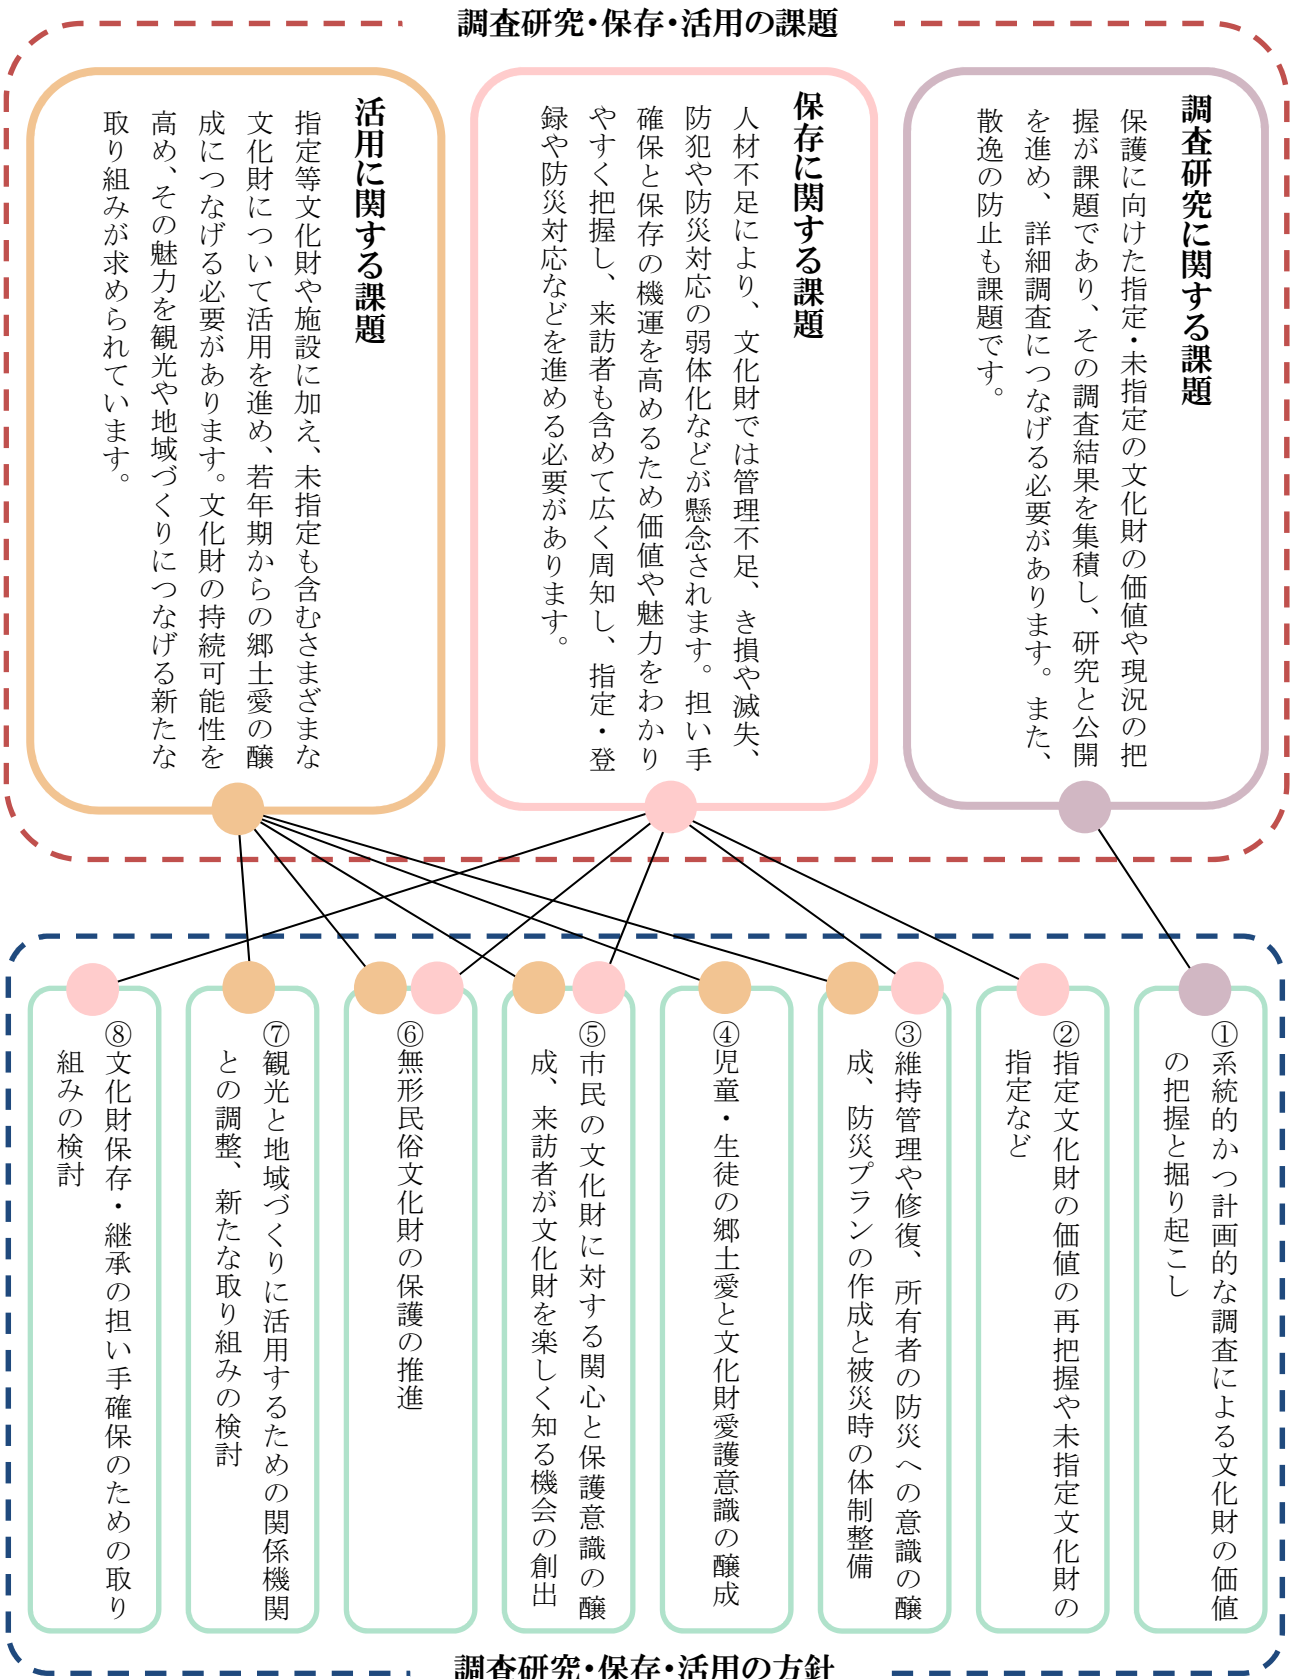 調査研究・保存・活用の課題
調査研究に関する課題
保護に向けた指定・未指定の文化財の価値や現況の把
握が課題であり、その調査結果を集積し、研究と公開
を進め、詳細調査につなげる必要があります。また、
散逸の防止も課題です。
保存に関する課題
人材不足により、文化財では管理不足、き損や滅失、
防犯や防災対応の弱体化などが懸念されます。担い手
確保と保存の機運を高めるため価値や魅力をわかり
やすく把握し、来訪者も含めて広く周知し、指定・登
録や防災対応などを進める必要があります。
活用に関する課題
指定等文化財や施設に加え、未指定も含むさまざまな
文化財について活用を進め、若年期からの郷土愛の醸
成につなげる必要があります。文化財の持続可能性を
高め、その魅力を観光や地域づくりにつなげる新たな
取り組みが求められています。
①系統的かつ計画的な調査による文化財の価値
の把握と掘り起こし
②指定文化財の価値の再把握や未指定文化財の
指定など
③維持管理や修復、所有者の防災への意識の醸
成、防災プランの作成と被災時の体制整備
④児童・生徒の郷土愛と文化財愛護意識の醸成
⑤市民の文化財に対する関心と保護意識の醸
成、来訪者が文化財を楽しく知る機会の創出
⑥無形民俗文化財の保護の推進
⑦観光と地域づくりに活用するための関係機関
との調整、新たな取り組みの検討
⑧文化財保存・継承の担い手確保のための取り
組みの検討
調査研究・保存・活用の方針